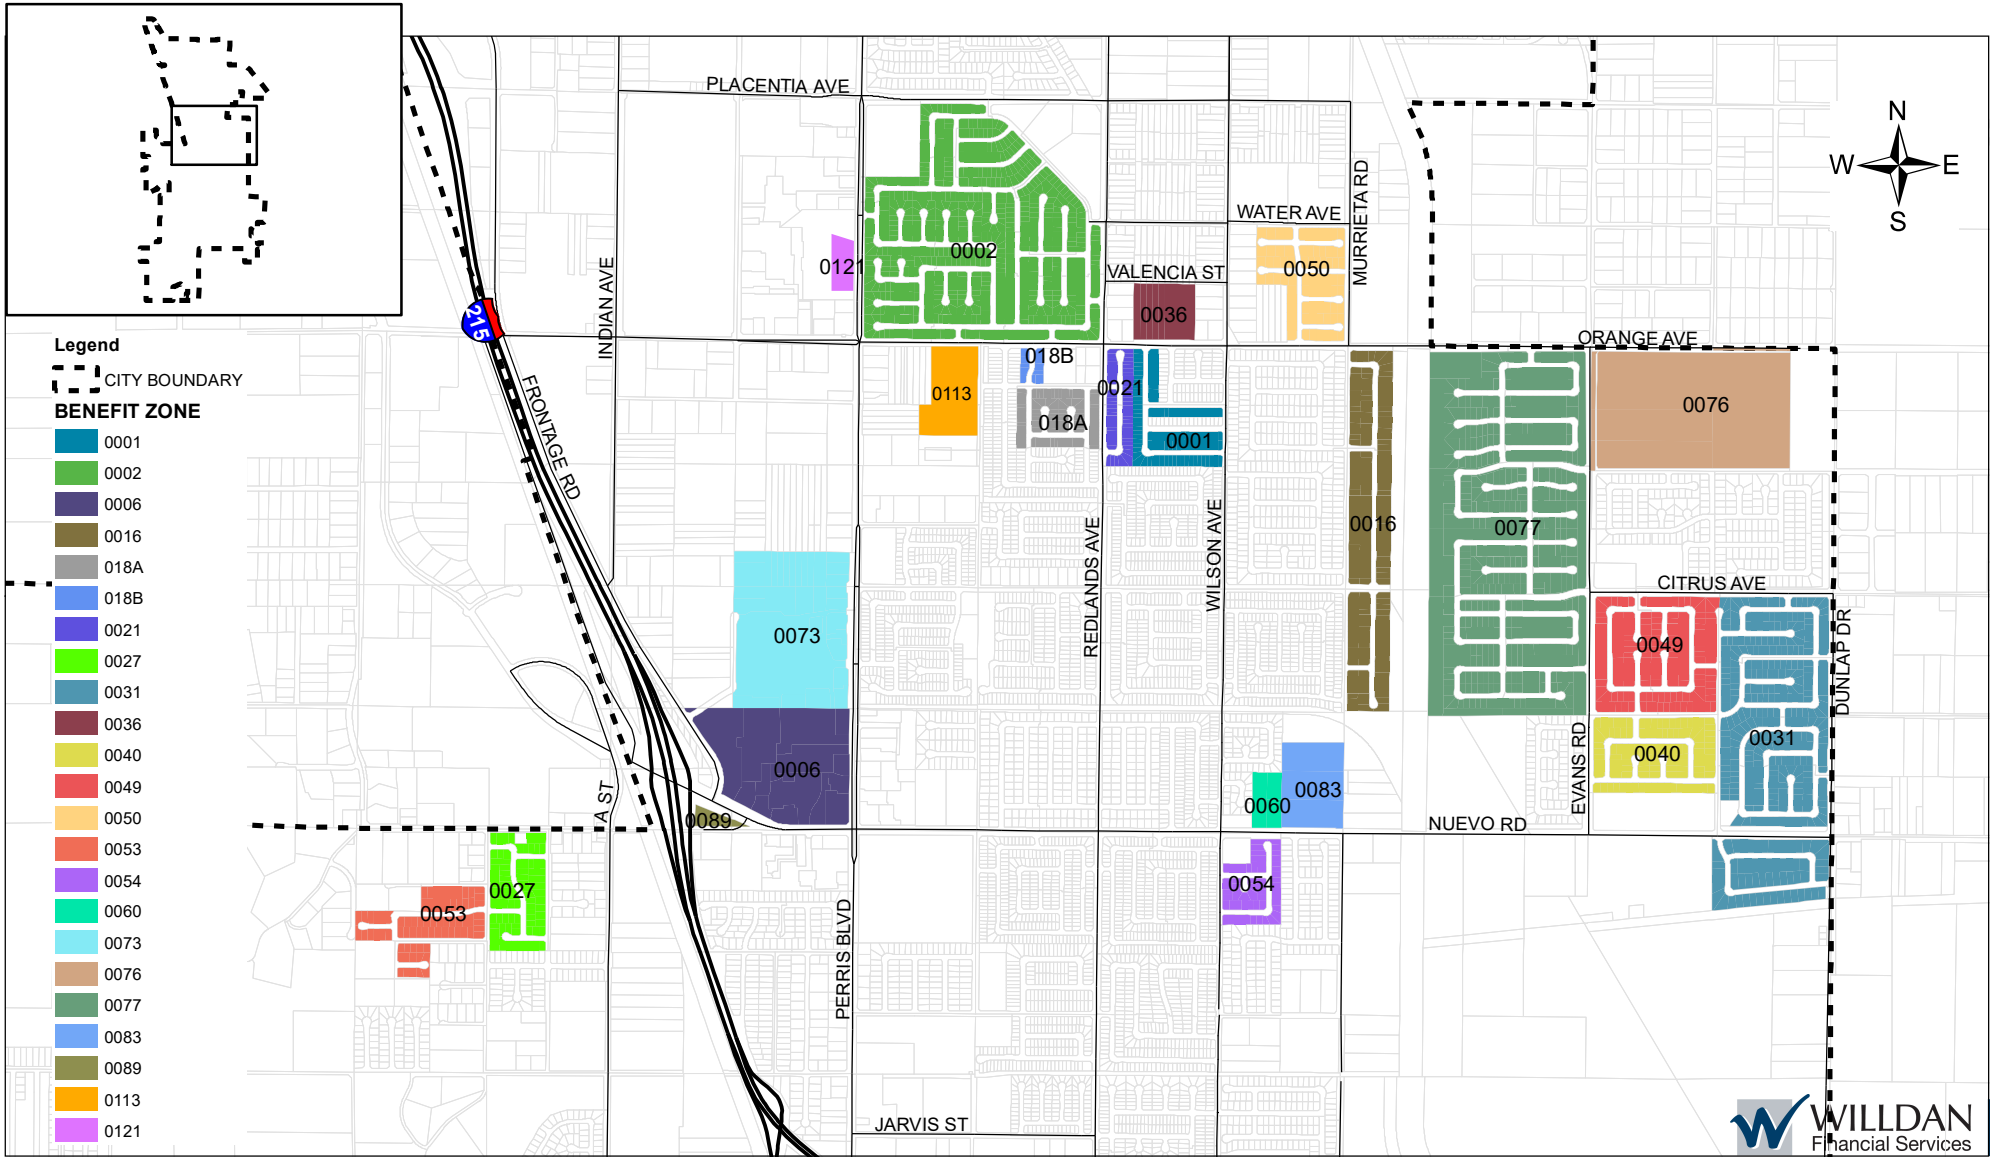 PLACENTIA AVE
N
W E
S
MURRIETA RD
WATER AVE
0002
0121
VALENCIA ST
0050
INDIAN AVE
215
0036
ORANGE AVE
Legend
CITY BOUNDARY
BENEFIT ZONE
0001
0002
0006
0016
018A
018B
0021
0027
0031
0036
0040
0049
0050
0053
0054
0060
0073
0076
0077
0083
0089
0113
0121
FRONTAGE RD
018B
0113
0021
018A
0001
0076
0016
0077
REDLANDS AVE
WILSON AVE
CITRUS AVE
0073
0049
DUNLAP DR
0031
0040
EVANS RD
0006
0083
0060
A ST
0089
NUEVO RD
0027
0053
0054
PERRIS BLVD
JARVIS ST
WILLDAN
Financial Services